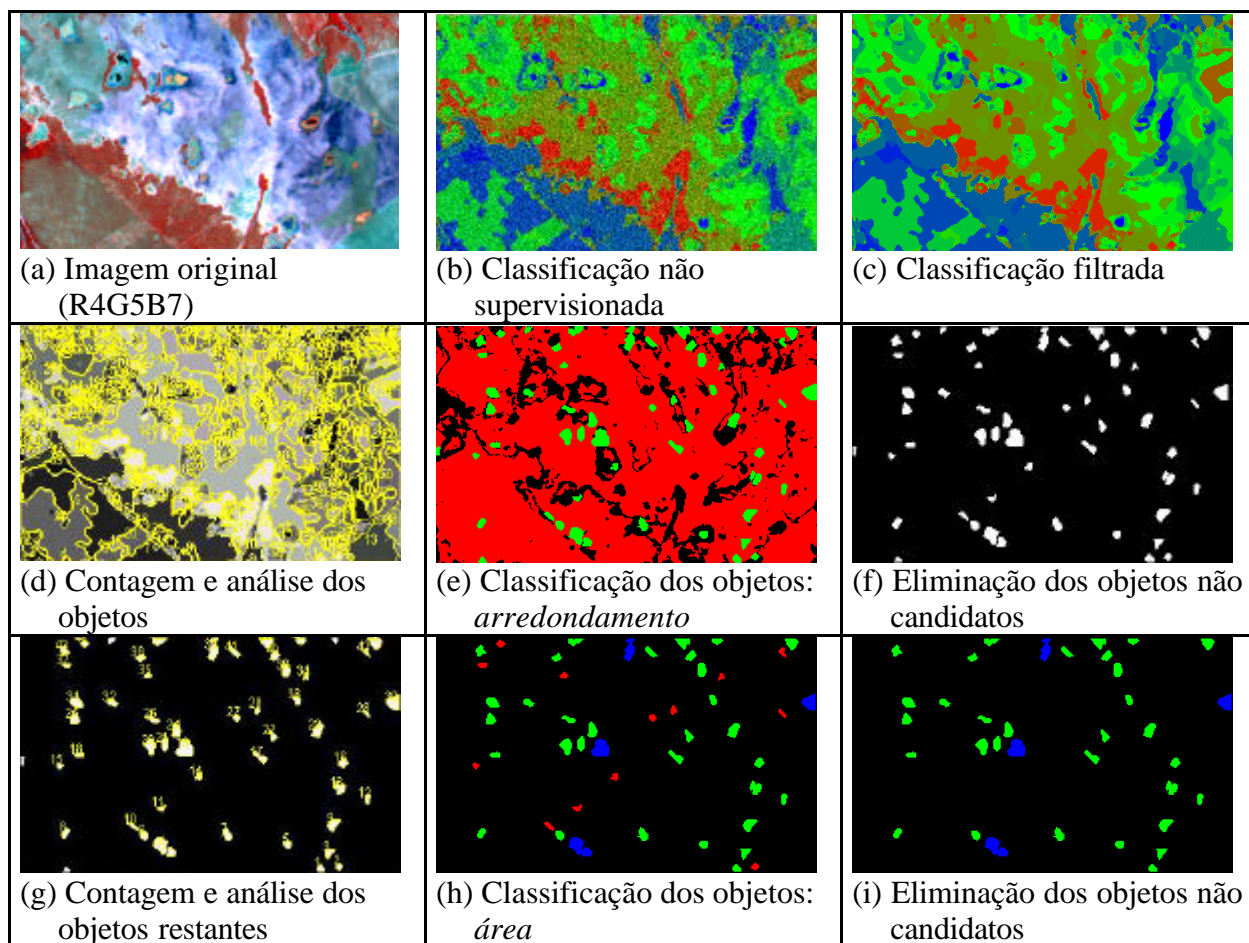 (a) Imagem original
(R4G5B7)
(b) Classificação não
supervisionada
(c) Classificação filtrada
(d) Contagem e análise dos
objetos
(e) Classificação dos objetos:
arredondamento
(f) Eliminação dos objetos não
candidatos
(g) Contagem e análise dos
objetos restantes
(h) Classificação dos objetos:
área
(i) Eliminação dos objetos não
candidatos